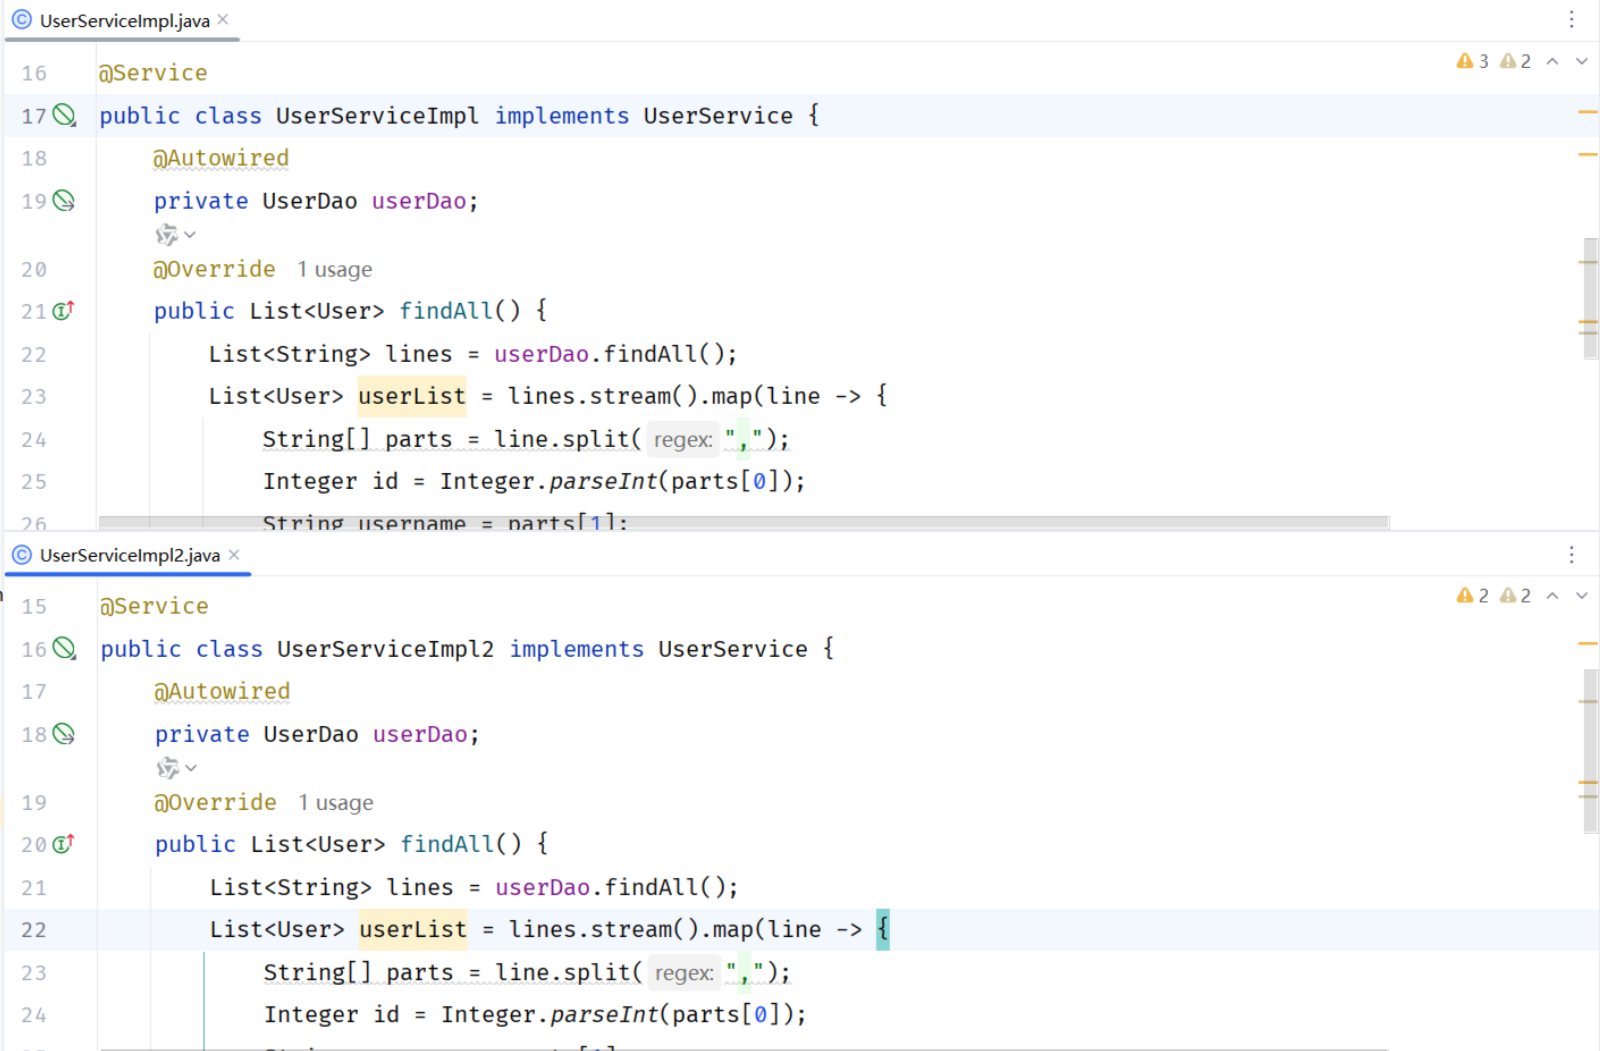 UserServiceImpl.java
3 2
16 @Service
17 public class UserServiceImpl implements UserService {
18 @Autowired
19 private UserDao userDao;
20 @Override 1 usage
21 public List<User> findAll() {
22 List<String> lines = userDao.findAll();
23 List<User> userList = lines.stream().map(line -> {
24 String[] parts = line.split( regex: ",");
25 Integer id = Integer.parseInt(parts[0]);
26 String username = parts[1];
UserServiceImpl2.java
2 2
15 @Service
16 public class UserServiceImpl2 implements UserService {
17 @Autowired
18 private UserDao userDao;
19 @Override 1 usage
20 public List<User> findAll() {
21 List<String> lines = userDao.findAll();
22 List<User> userList = lines.stream().map(line -> {
23 String[] parts = line.split( regex: ",");
24 Integer id = Integer.parseInt(parts[0]);